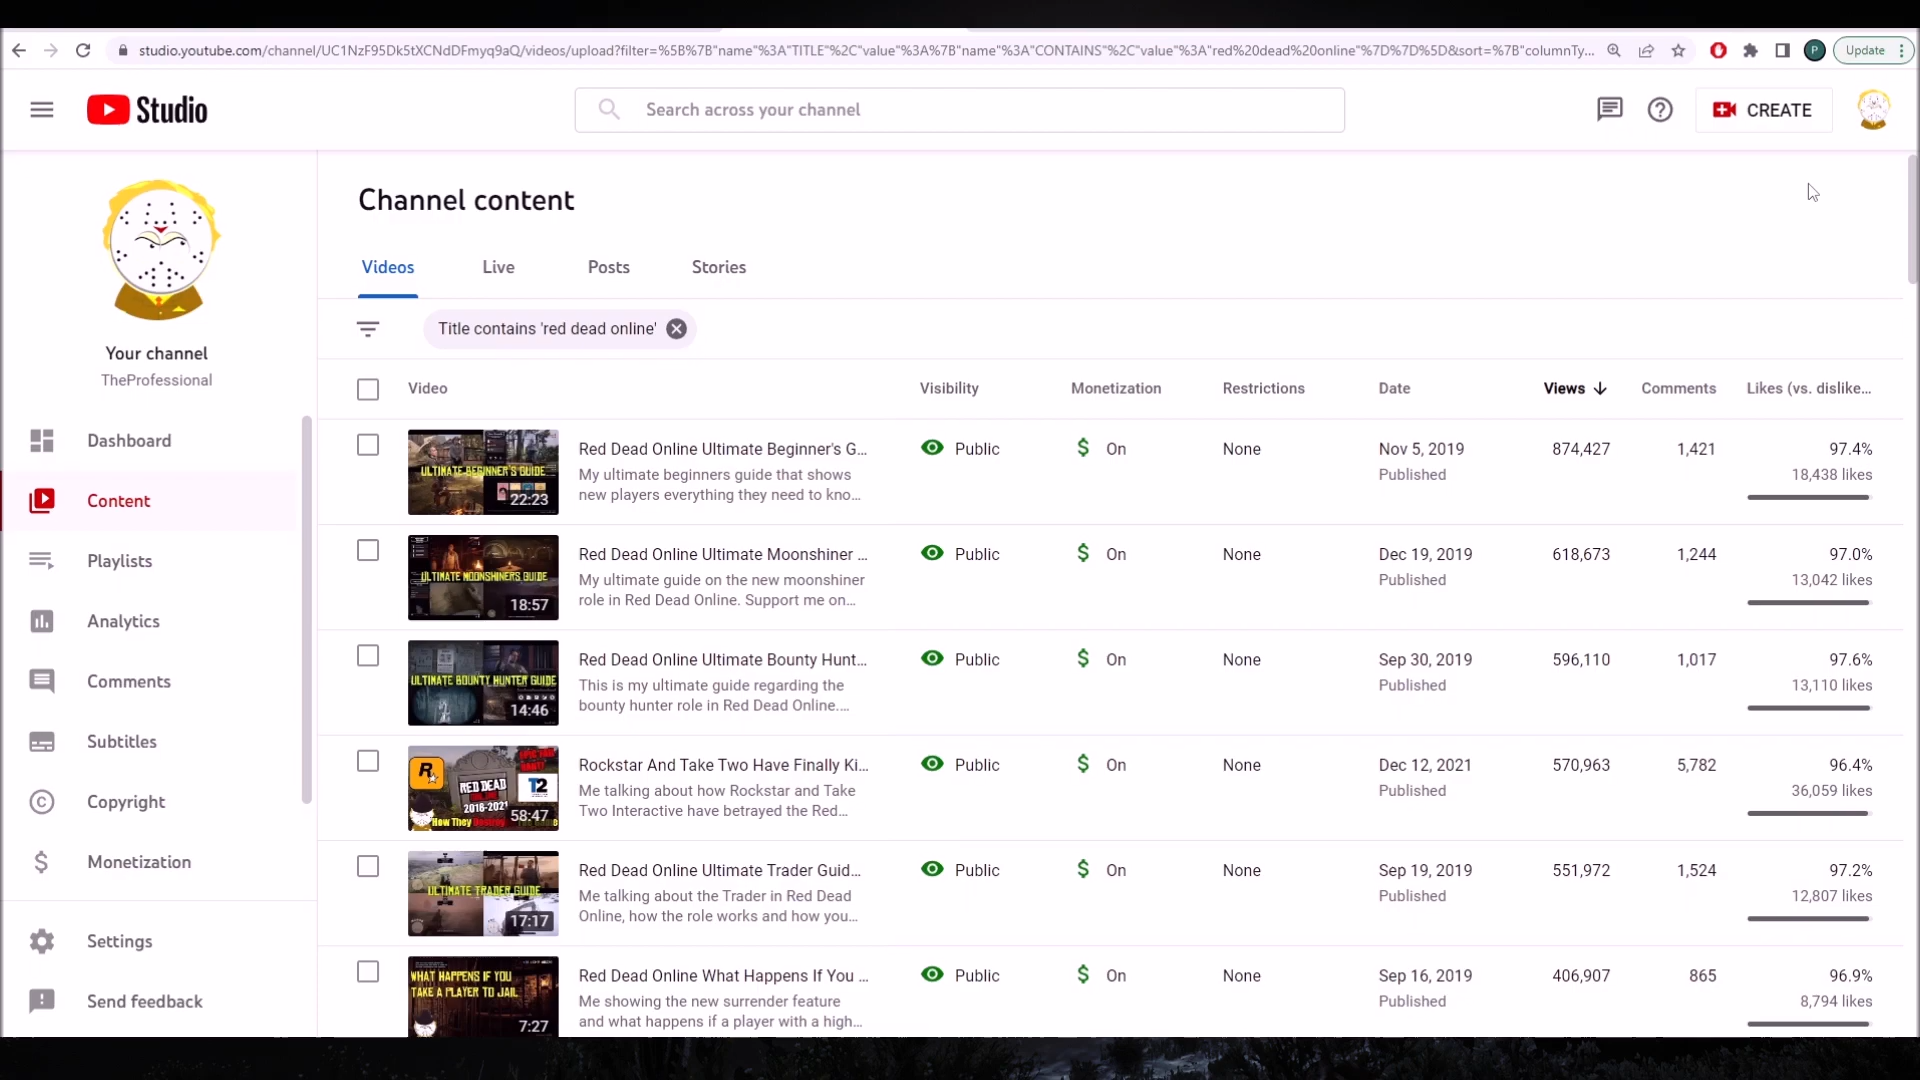 studio.youtube.com/channel/UC1NzF95Dk5tXCNdDFmyq9aQ/videos/upload?filter=%5B%7B"name"%3A"TITLE"%2C"value"%3A%7B"name"%3A"CONTAINS"%2C"value"%3A"red%20dead%20online"%7D%7D%5D&sort=%7B"columnTy...
P
Update
Studio
Search across your channel
CREATE
Channel content
Videos
Live
Posts
Stories
Title contains 'red dead online'
Your channel
TheProfessional
Dashboard
Content
Playlists
Analytics
Comments
Subtitles
Copyright
Monetization
Settings
Send feedback
Video
Visibility
Monetization
Restrictions
Date
Views
Comments
Likes (vs. dislike...
ULTIMATE BEGINNER'S GUIDE
22:23
Red Dead Online Ultimate Beginner's G...
My ultimate beginners guide that shows
new players everything they need to kno...
Public
On
None
Nov 5, 2019
Published
874,427
1,421
97.4%
18,438 likes
ULTIMATE MOONSHINERS GUIDE
18:57
Red Dead Online Ultimate Moonshiner ...
My ultimate guide on the new moonshiner
role in Red Dead Online. Support me on...
Public
On
None
Dec 19, 2019
Published
618,673
1,244
97.0%
13,042 likes
ULTIMATE BOUNTY HUNTER GUIDE
14:46
Red Dead Online Ultimate Bounty Hunt...
This is my ultimate guide regarding the
bounty hunter role in Red Dead Online....
Public
On
None
Sep 30, 2019
Published
596,110
1,017
97.6%
13,110 likes
R
RED DEAD
2018-2021
T2
How They
58:47
Rockstar And Take Two Have Finally Ki...
Me talking about how Rockstar and Take
Two Interactive have betrayed the Red...
Public
On
None
Dec 12, 2021
Published
570,963
5,782
96.4%
36,059 likes
ULTIMATE TRADER GUIDE
17:17
Red Dead Online Ultimate Trader Guid...
Me talking about the Trader in Red Dead
Online, how the role works and how you...
Public
On
None
Sep 19, 2019
Published
551,972
1,524
97.2%
12,807 likes
WHAT HAPPENS IF YOU
TAKE A PLAYER TO JAIL
7:27
Red Dead Online What Happens If You ...
Me showing the new surrender feature
and what happens if a player with a high...
Public
On
None
Sep 16, 2019
Published
406,907
865
96.9%
8,794 likes